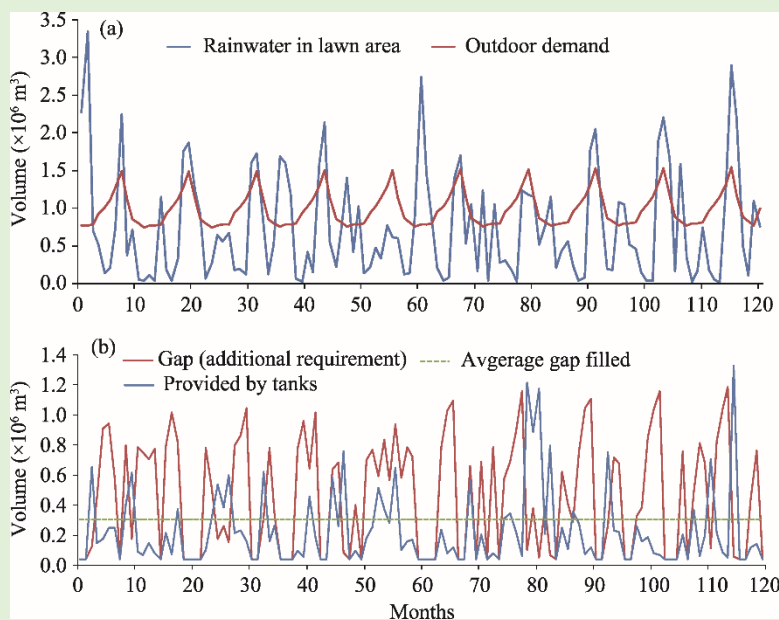 (a)
Rainwater in lawn area
Outdoor demand
Volume (×10⁶ m³)
3.5
3.0
2.5
2.0
1.5
1.0
0.5
0.0
0 10 20 30 40 50 60 70 80 90 100 110 120
(b)
Gap (additional requirement)
Avgerage gap filled
Provided by tanks
Volume (×10⁶ m³)
1.4
1.2
1.0
0.8
0.6
0.4
0.2
0.0
0 10 20 30 40 50 60 70 80 90 100 110 120
Months